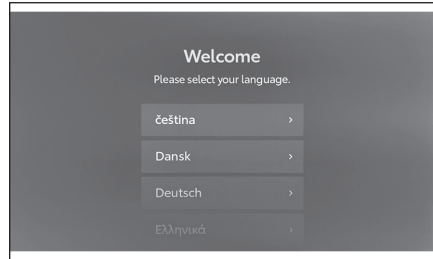 Welcome
Please select your language.
čeština
Dansk
Deutsch
Ελληνικά